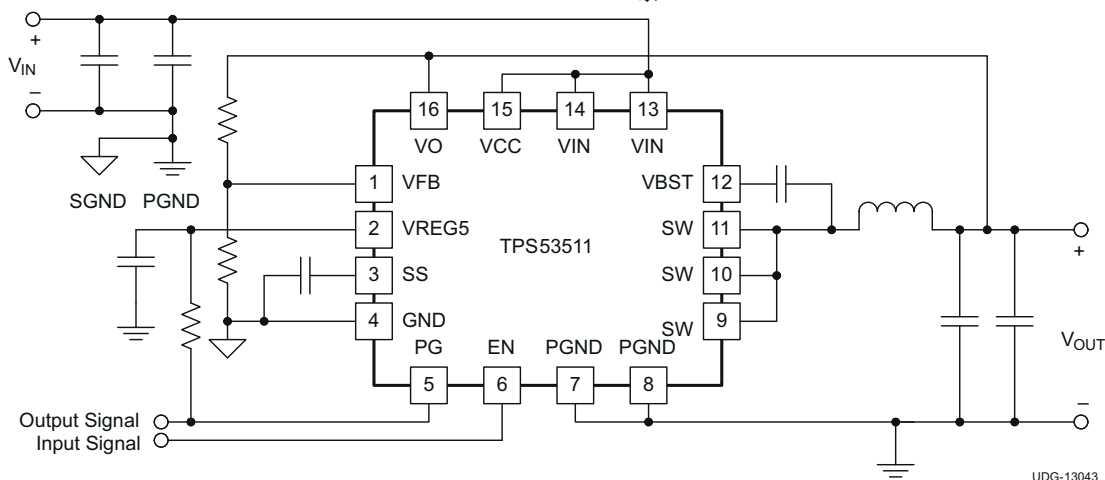 +
VIN
–
16
15
14
13
VO
VCC
VIN
VIN
SGND
PGND
1
VFB
VBST
12
2
VREG5
SW
11
TPS53511
3
SS
SW
10
4
GND
SW
9
PG
EN
PGND
PGND
5
6
7
8
+
VOUT
–
Output Signal
Input Signal
UDG-13043